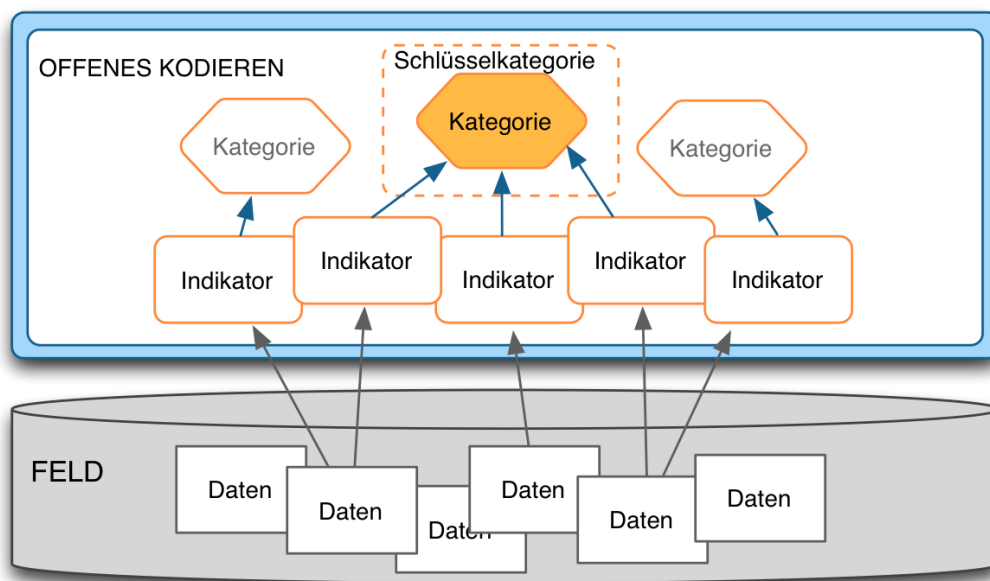 OFFENES KODIEREN
Schlüsselkategorie
Kategorie
Kategorie
Kategorie
Indikator
Indikator
Indikator
Indikator
Indikator
FELD
Daten
Daten
Daten
Daten
Daten
Daten